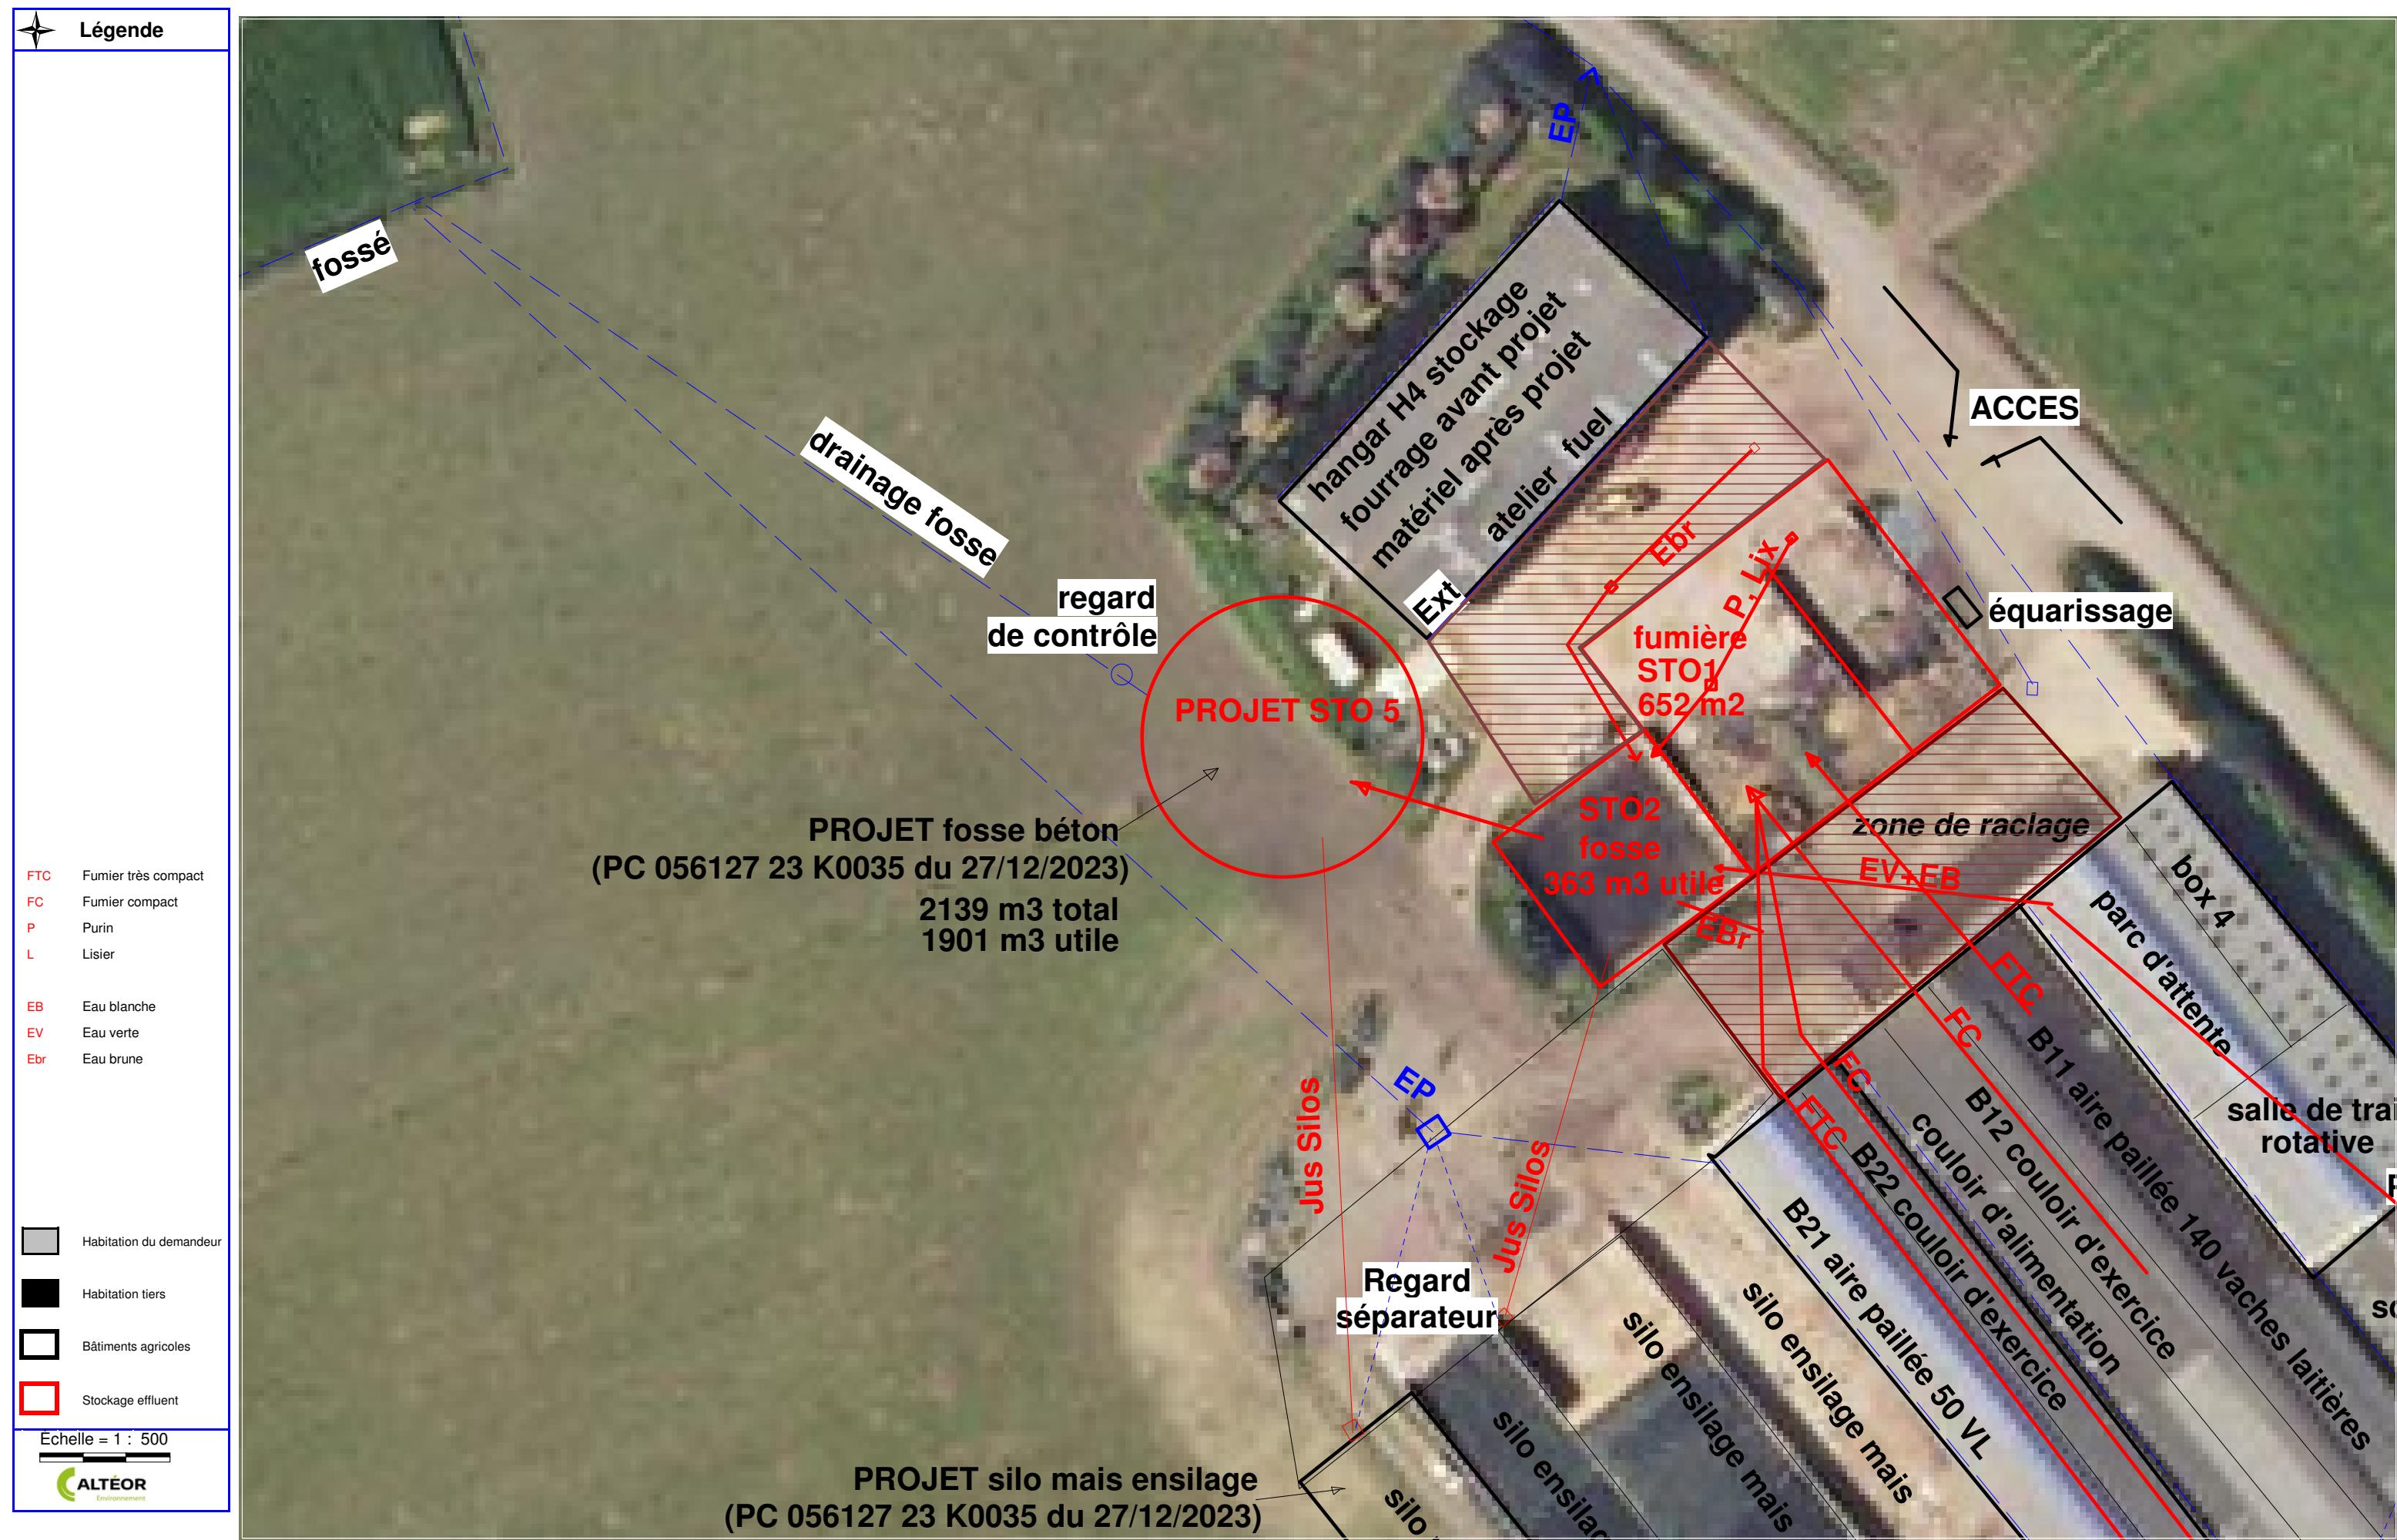 Légende
FTC Fumier très compact
FC Fumier compact
P Purin
L Lisier
EB Eau blanche
EV Eau verte
Ebr Eau brune
Habitation du demandeur
Habitation tiers
Bâtiments agricoles
Stockage effluent
Échelle = 1 : 500
ALTÉOR
Environnement
fossé
drainage fosse
regard
de contrôle
EP
hangar H4 stockage
fourrage avant projet
matériel après projet
atelier fuel
Ext
ACCES
équarissage
Ebr
P, Lix
fumière
STO1
652 m2
PROJET STO 5
PROJET fosse béton
(PC 056127 23 K0035 du 27/12/2023)
2139 m3 total
1901 m3 utile
STO2
fosse
363 m3 utile
EBr
zone de raclage
EV+EB
box 4
parc d'attente
FTC
FC
FC
FTC
B11 aire paillée 140 vaches laitières
B12 couloir d'exercice
couloir d'alimentation
B22 couloir d'exercice
B21 aire paillée 50 VL
salle de trai
rotative
EP
Jus Silos
Jus Silos
Regard
séparateur
silo ensilage mais
silo ensilage mais
silo ensilag
silo
PROJET silo mais ensilage
(PC 056127 23 K0035 du 27/12/2023)